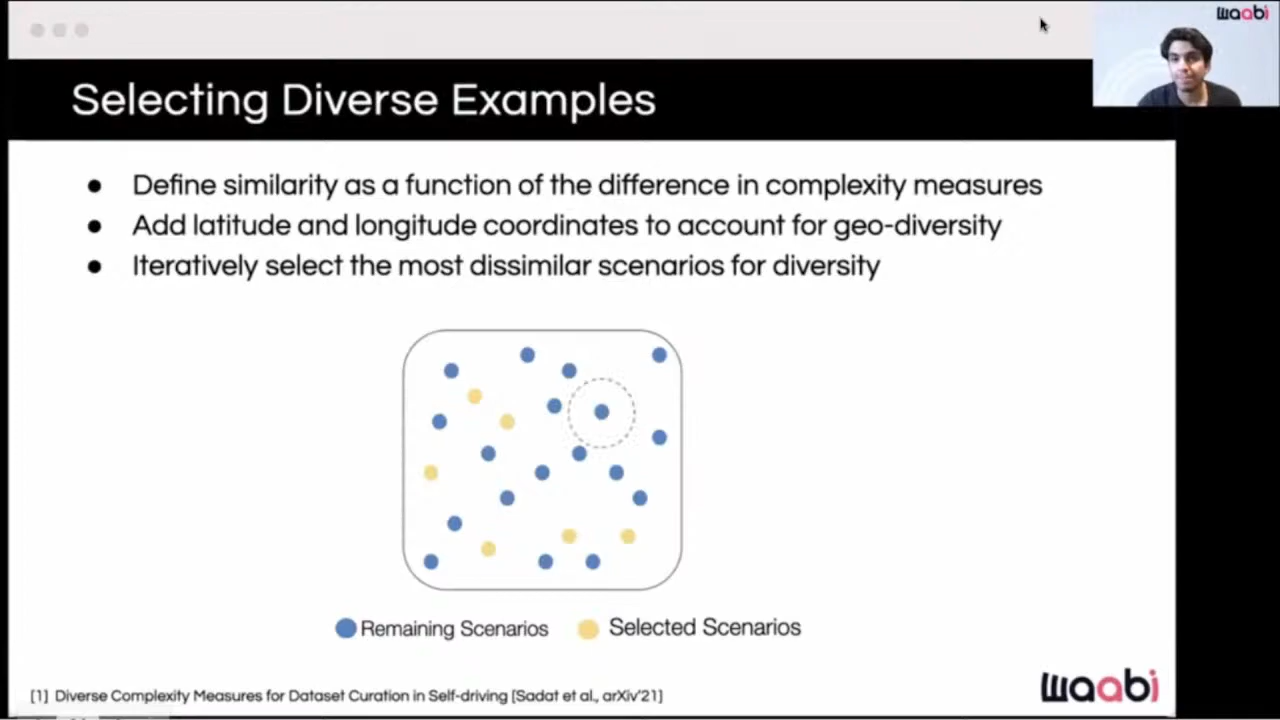 waabi
Selecting Diverse Examples
● Define similarity as a function of the difference in complexity measures
● Add latitude and longitude coordinates to account for geo-diversity
● Iteratively select the most dissimilar scenarios for diversity
Remaining Scenarios Selected Scenarios
waabi
[1] Diverse Complexity Measures for Dataset Curation in Self-driving [Sadat et al., arXiv'21]